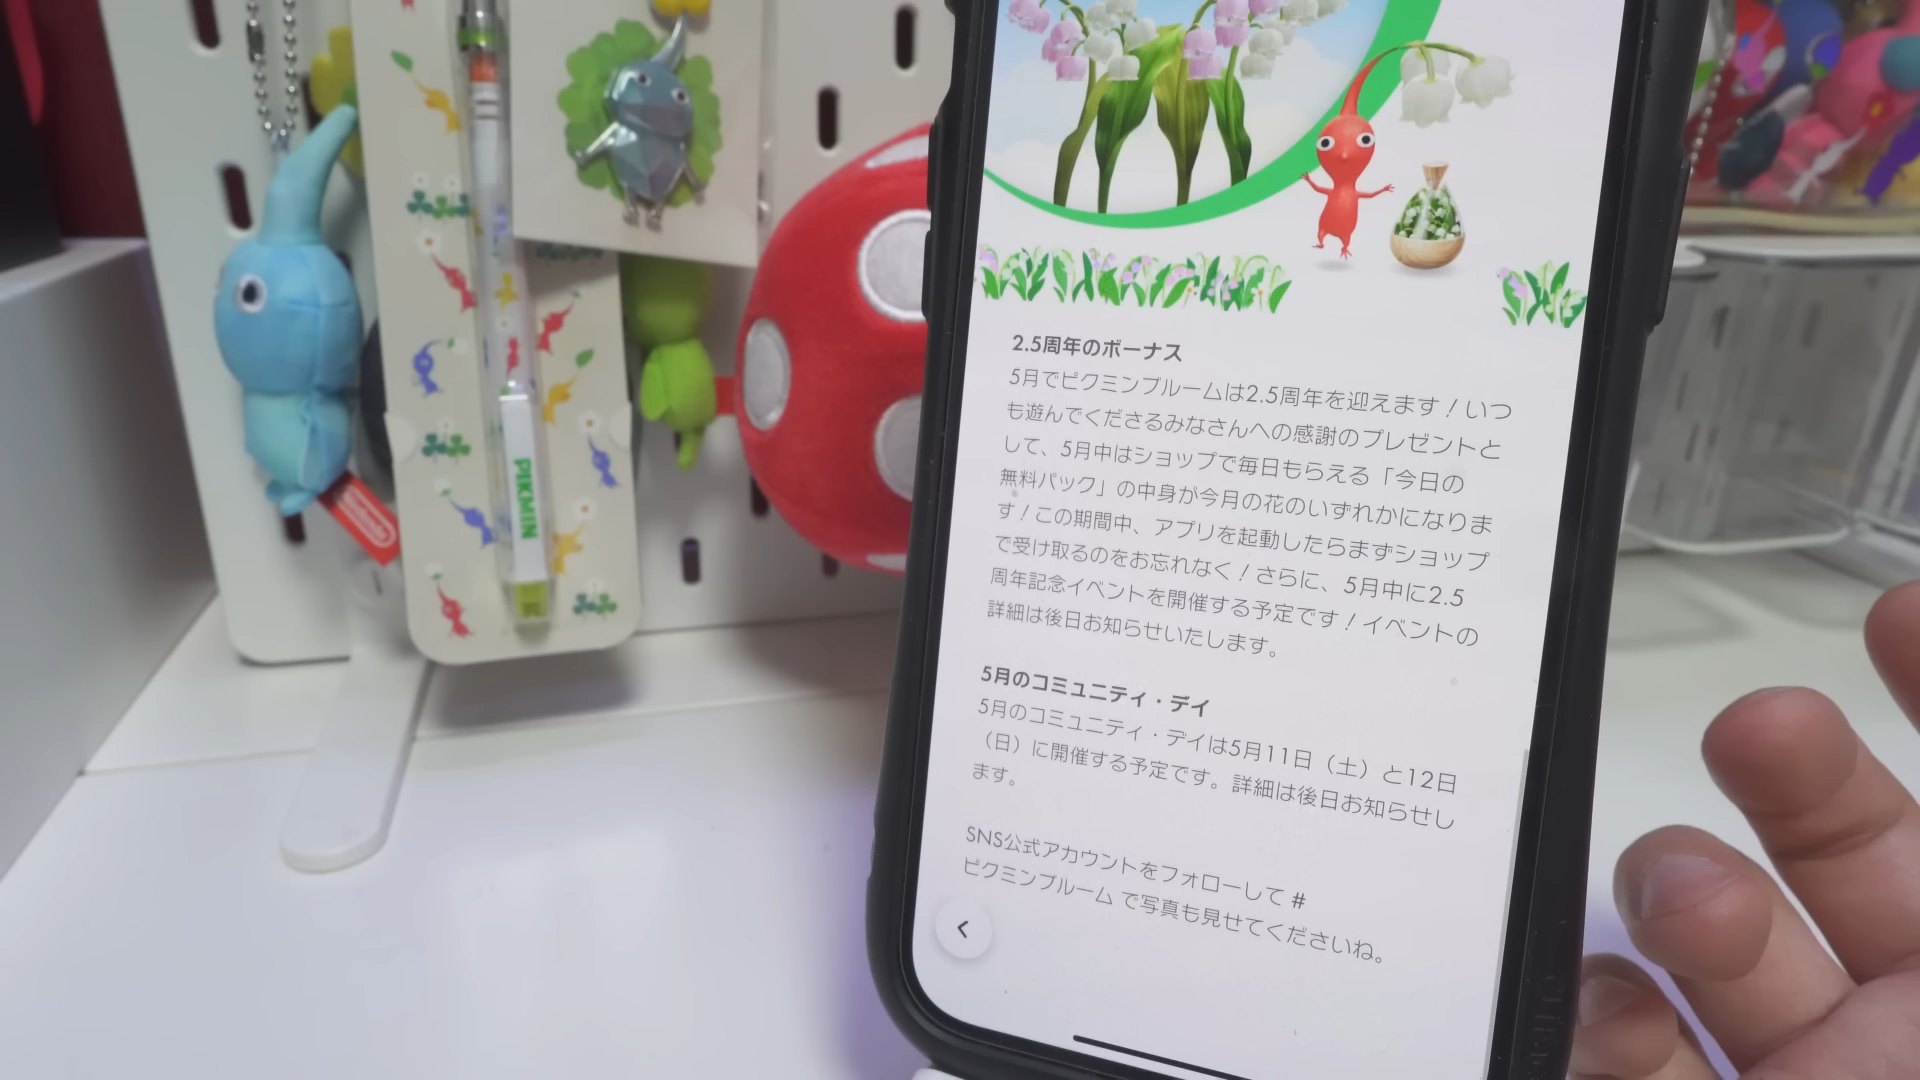 PIKMIN
Nintendo
2.5周年のボーナス
5月でピクミンブルームは2.5周年を迎えます！いつ
も遊んでくださるみなさんへの感謝のプレゼントと
して、5月中はショップで毎日もらえる「今日の
無料パック」の中身が今月の花のいずれかになりま
す！この期間中、アプリを起動したらまずショップ
で受け取るのをお忘れなく！さらに、5月中に2.5
周年記念イベントを開催する予定です！イベントの
詳細は後日お知らせいたします。
5月のコミュニティ・デイ
5月のコミュニティ・デイは5月11日（土）と12日
（日）に開催する予定です。詳細は後日お知らせし
ます。
SNS公式アカウントをフォローして #
ピクミンブルーム で写真も見せてくださいね。